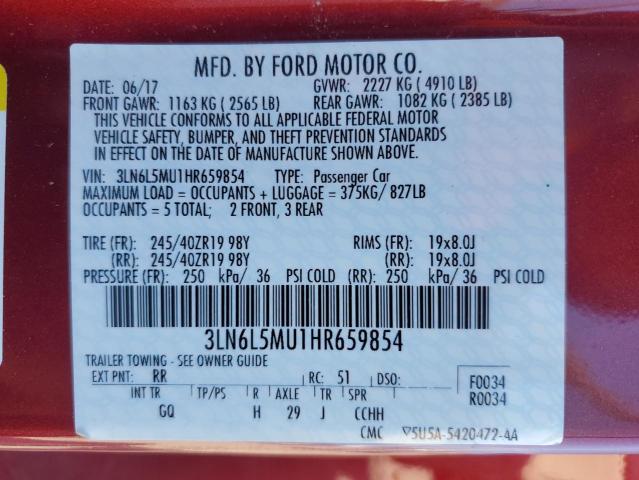 MFD. BY FORD MOTOR CO.
DATE: 06/17 GVWR: 2227 KG ( 4910 LB)
FRONT GAWR: 1163 KG ( 2565 LB) REAR GAWR: 1082 KG ( 2385 LB)
THIS VEHICLE CONFORMS TO ALL APPLICABLE FEDERAL MOTOR
VEHICLE SAFETY, BUMPER, AND THEFT PREVENTION STANDARDS
IN EFFECT ON THE DATE OF MANUFACTURE SHOWN ABOVE.
VIN: 3LN6L5MU1HR659854 TYPE: Passenger Car
MAXIMUM LOAD = OCCUPANTS + LUGGAGE = 375KG/ 827LB
OCCUPANTS = 5 TOTAL; 2 FRONT, 3 REAR
TIRE (FR): 245/40ZR19 98Y RIMS (FR): 19x8.0J
(RR): 245/40ZR19 98Y (RR): 19x8.0J
PRESSURE (FR): 250 kPa/ 36 PSI COLD (RR): 250 kPa/ 36 PSI COLD
3LN6L5MU1HR659854
TRAILER TOWING - SEE OWNER GUIDE
EXT PNT: RR RC: 51 DSO: F0034
R0034
INT TR TP/PS R AXLE TR SPR
GQ H 29 J CCHH
CMC ▽5U5A-5420472-AA